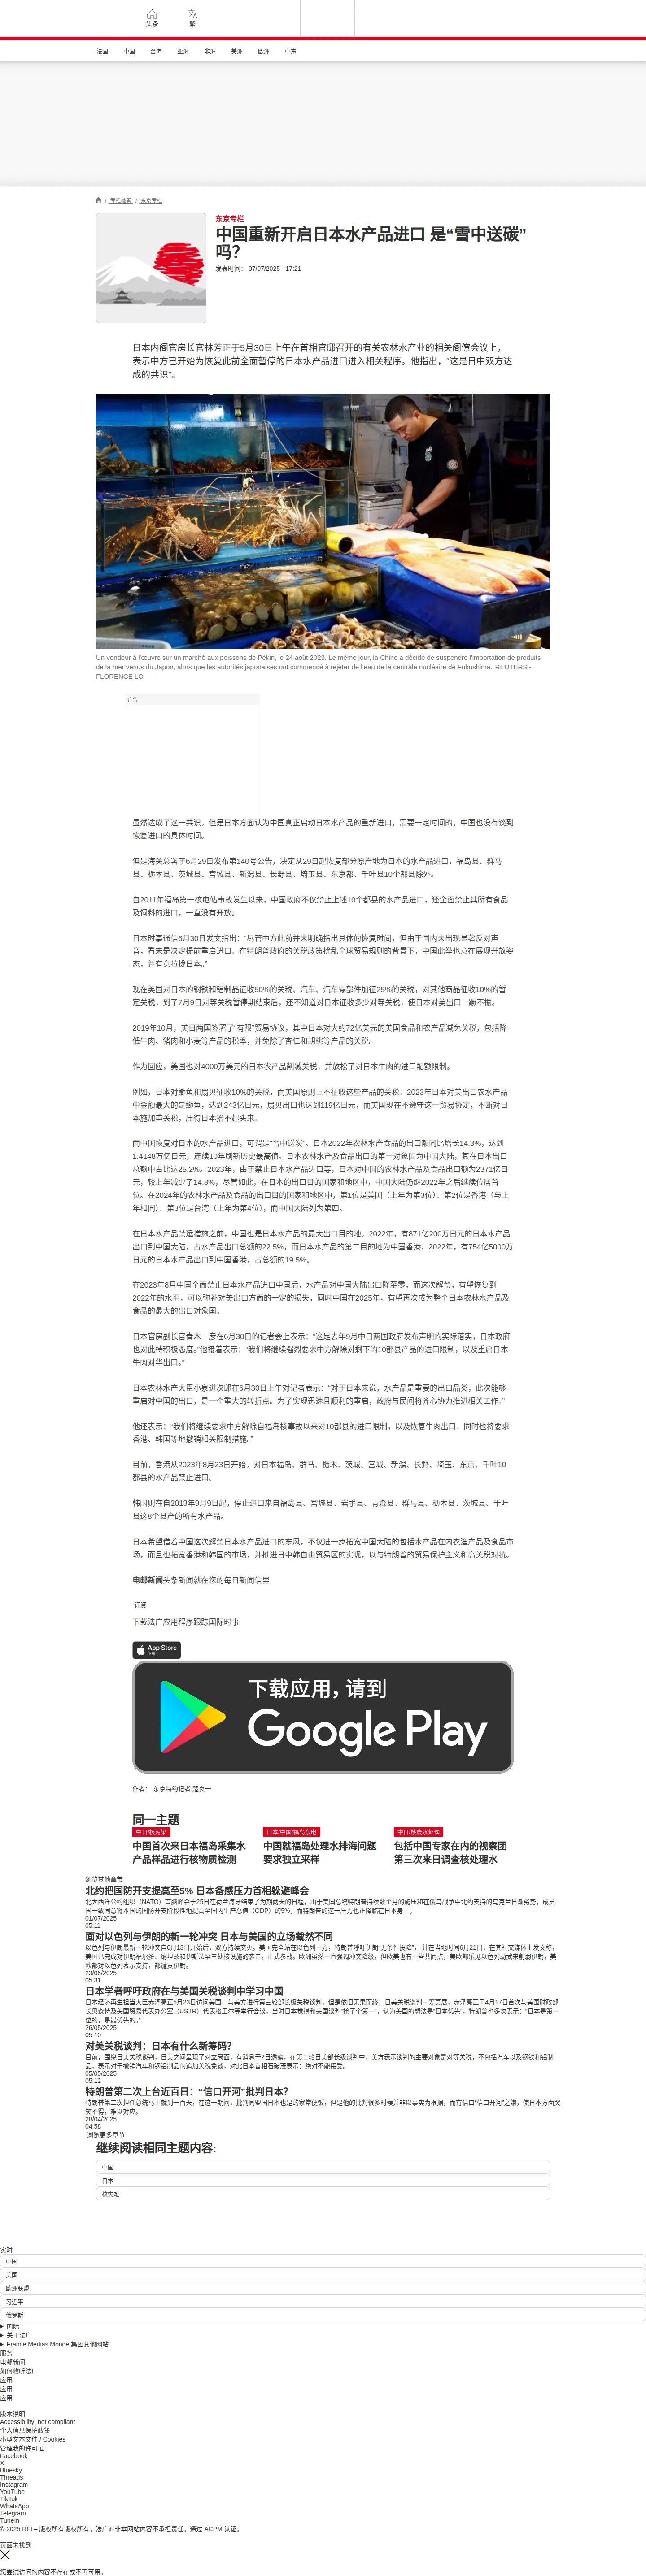 头条
繁
法国
中国
台海
亚洲
非洲
美洲
欧洲
中东
/ 专栏检索 / 东京专栏
东京专栏
中国重新开启日本水产品进口 是“雪中送碳”
吗？
发表时间： 07/07/2025 - 17:21
日本内阁官房长官林芳正于5月30日上午在首相官邸召开的有关农林水产业的相关阁僚会议上，
表示中方已开始为恢复此前全面暂停的日本水产品进口进入相关程序。他指出，“这是日中双方达
成的共识”。
Un vendeur à l'œuvre sur un marché aux poissons de Pékin, le 24 août 2023. Le même jour, la Chine a décidé de suspendre l'importation de produits
de la mer venus du Japon, alors que les autorités japonaises ont commencé à rejeter de l'eau de la centrale nucléaire de Fukushima. REUTERS -
FLORENCE LO
广告
虽然达成了这一共识，但是日本方面认为中国真正启动日本水产品的重新进口，需要一定时间的，中国也没有谈到
恢复进口的具体时间。
但是海关总署于6月29日发布第140号公告，决定从29日起恢复部分原产地为日本的水产品进口，福岛县、群马
县、栃木县、茨城县、宫城县、新潟县、长野县、埼玉县、东京都、千叶县10个都县除外。
自2011年福岛第一核电站事故发生以来，中国政府不仅禁止上述10个都县的水产品进口，还全面禁止其所有食品
及饲料的进口，一直没有开放。
日本时事通信6月30日发文指出：“尽管中方此前并未明确指出具体的恢复时间，但由于国内未出现显著反对声
音，看来是决定提前重启进口。在特朗普政府的关税政策扰乱全球贸易规则的背景下，中国此举也意在展现开放姿
态，并有意拉拢日本。”
现在美国对日本的钢铁和铝制品征收50%的关税、汽车、汽车零部件加征25%的关税，对其他商品征收10%的暂
定关税，到了7月9日对等关税暂停期结束后，还不知道对日本征收多少对等关税，使日本对美出口一蹶不振。
2019年10月，美日两国签署了“有限”贸易协议，其中日本对大约72亿美元的美国食品和农产品减免关税，包括降
低牛肉、猪肉和小麦等产品的税率，并免除了杏仁和胡桃等产品的关税。
作为回应，美国也对4000万美元的日本农产品削减关税，并放松了对日本牛肉的进口配额限制。
例如，日本对鰤鱼和扇贝征收10%的关税，而美国原则上不征收这些产品的关税。2023年日本对美出口农水产品
中金额最大的是鰤鱼，达到243亿日元，扇贝出口也达到119亿日元，而美国现在不遵守这一贸易协定，不断对日
本施加重关税，压得日本抬不起头来。
而中国恢复对日本的水产品进口，可谓是“雪中送炭”。日本2022年农林水产食品的出口额同比增长14.3%，达到
1.4148万亿日元，连续10年刷新历史最高值。日本农林水产及食品出口的第一对象国为中国大陆，其在日本出口
总额中占比达25.2%。2023年，由于禁止日本水产品进口等，日本对中国的农林水产品及食品出口额为2371亿日
元，较上年减少了14.8%，尽管如此，在日本的出口目的国家和地区中，中国大陆仍继2022年之后继续位居首
位。在2024年的农林水产品及食品的出口目的国家和地区中，第1位是美国（上年为第3位）、第2位是香港（与上
年相同）、第3位是台湾（上年为第4位），而中国大陆列为第四。
在日本水产品禁运措施之前，中国也是日本水产品的最大出口目的地。2022年，有871亿200万日元的日本水产品
出口到中国大陆，占水产品出口总额的22.5%，而日本水产品的第二目的地为中国香港，2022年，有754亿5000万
日元的日本水产品出口到中国香港，占总额的19.5%。
在2023年8月中国全面禁止日本水产品进口中国后，水产品对中国大陆出口降至零，而这次解禁，有望恢复到
2022年的水平，可以弥补对美出口方面的一定的损失，同时中国在2025年，有望再次成为整个日本农林水产品及
食品的最大的出口对象国。
日本官房副长官青木一彦在6月30日的记者会上表示：“这是去年9月中日两国政府发布声明的实际落实，日本政府
也对此持积极态度。”他接着表示：“我们将继续强烈要求中方解除对剩下的10都县产品的进口限制，以及重启日本
牛肉对华出口。”
日本农林水产大臣小泉进次郎在6月30日上午对记者表示：“对于日本来说，水产品是重要的出口品类，此次能够
重启对中国的出口，是一个重大的转折点。为了实现迅速且顺利的重启，政府与民间将齐心协力推进相关工作。”
他还表示：“我们将继续要求中方解除自福岛核事故以来对10都县的进口限制，以及恢复牛肉出口，同时也将要求
香港、韩国等地撤销相关限制措施。”
目前，香港从2023年8月23日开始，对日本福岛、群马、栃木、茨城、宫城、新潟、长野、埼玉、东京、千叶10
都县的水产品禁止进口。
韩国则在自2013年9月9日起，停止进口来自福岛县、宫城县、岩手县、青森县、群马县、栃木县、茨城县、千叶
县这8个县产的所有水产品。
日本希望借着中国这次解禁日本水产品进口的东风，不仅进一步拓宽中国大陆的包括水产品在内农渔产品及食品市
场，而且也拓宽香港和韩国的市场，并推进日中韩自由贸易区的实现，以与特朗普的贸易保护主义和高关税对抗。
电邮新闻头条新闻就在您的每日新闻信里
订阅
下载法广应用程序跟踪国际时事
App Store
下载
下载应用，请到
Google Play
作者： 东京特约记者 楚良一
同一主题
中日/核污染
中国首次来日本福岛采集水
产品样品进行核物质检测
日本/中国/福岛东电
中国就福岛处理水排海问题
要求独立采样
中日/核废水处理
包括中国专家在内的视察团
第三次来日调查核处理水
浏览其他章节
北约把国防开支提高至5% 日本备感压力首相躲避峰会
北大西洋公约组织（NATO）首脑峰会于25日在荷兰海牙结束了为期两天的日程，由于美国总统特朗普持续数个月的施压和在俄乌战争中北约支持的乌克兰日渐劣势，成员
国一致同意将本国的国防开支阶段性地提高至国内生产总值（GDP）的5%，而特朗普的这一压力也正降临在日本身上。
01/07/2025
05:11
面对以色列与伊朗的新一轮冲突 日本与美国的立场截然不同
以色列与伊朗最新一轮冲突自6月13日开始后，双方持续交火。美国完全站在以色列一方，特朗普呼吁伊朗“无条件投降”， 并在当地时间6月21日，在其社交媒体上发文称，
美国已完成对伊朗福尔多、纳坦兹和伊斯法罕三处核设施的袭击，正式参战。欧洲虽然一直强调冲突降级，但欧美也有一些共同点，美欧都乐见以色列动武来削弱伊朗，美
欧都对以色列表示支持，都谴责伊朗。
23/06/2025
05:31
日本学者呼吁政府在与美国关税谈判中学习中国
日本经济再生担当大臣赤泽亮正5月23日访问美国，与美方进行第三轮部长级关税谈判，但是依旧无果而终，日美关税谈判一筹莫展，赤泽亮正于4月17日首次与美国财政部
长贝森特及美国贸易代表办公室（USTR）代表格里尔等举行会谈，当时日本觉得和美国谈判“抢了个第一”，认为美国的想法是“日本优先”，特朗普也多次表示：“日本是第一
位的，是最优先的。”
26/05/2025
05:10
对美关税谈判：日本有什么新筹码？
目前，围绕日美关税谈判，日美之间呈现了对立局面，有消息于2日透露，在第二轮日美部长级谈判中，美方表示谈判的主要对象是对等关税，不包括汽车以及钢铁和铝制
品，表示对于撤销汽车和钢铝制品的追加关税免谈，对此日本首相石破茂表示：绝对不能接受。
05/05/2025
05:12
特朗普第二次上台近百日：“信口开河”批判日本?
特朗普第二次担任总统马上就到一百天，在这一期间，批判同盟国日本也是的家常便饭，但是他的批判很多时候并非以事实为根据，而有信口“信口开河”之嫌，使日本方面哭
笑不得，难以对应。
28/04/2025
04:58
浏览更多章节
继续阅读相同主题内容:
中国
日本
核灾难
实时
中国
美国
欧洲联盟
习近平
俄罗斯
国际
关于法广
France Médias Monde 集团其他网站
服务
电邮新闻
如何收听法广
应用
应用
应用
版本说明
Accessibility: not compliant
个人信息保护政策
小型文本文件 / Cookies
管理我的许可证
Facebook
X
Bluesky
Threads
Instagram
YouTube
TikTok
WhatsApp
Telegram
TuneIn
© 2025 RFI – 版权所有版权所有。法广对非本网站内容不承担责任。通过 ACPM 认证。
页面未找到
您尝试访问的内容不存在或不再可用。